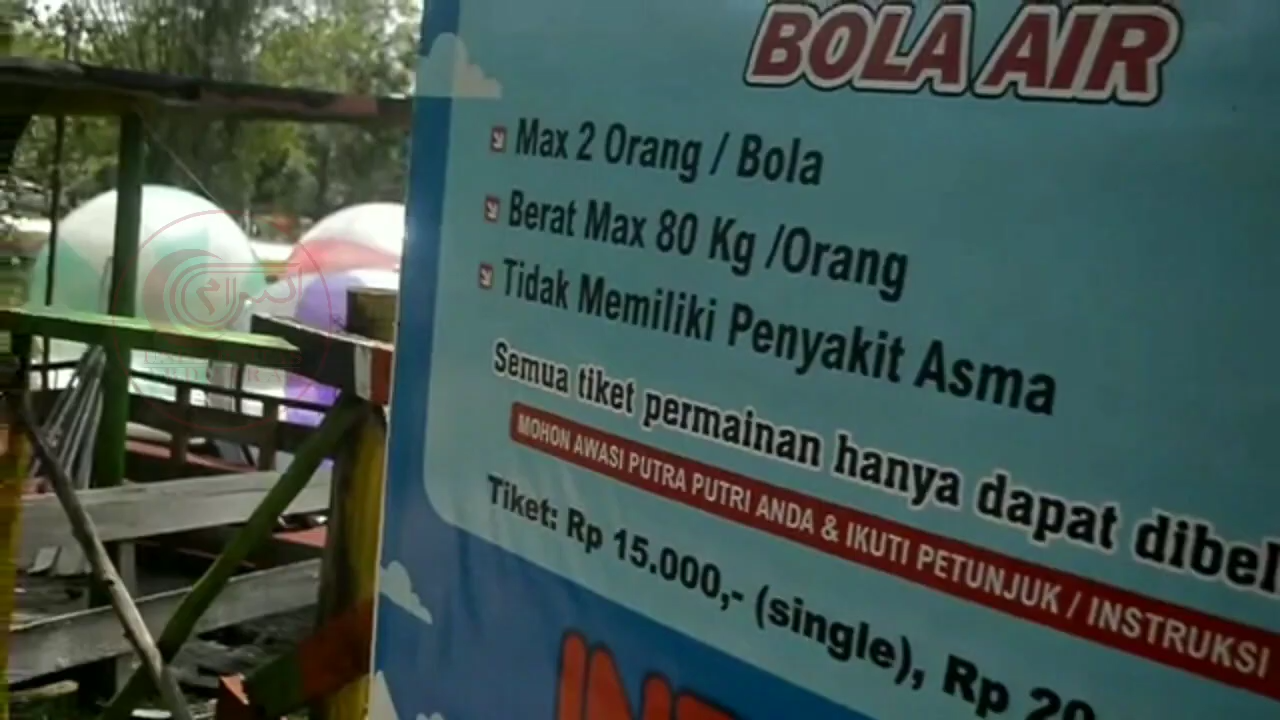 BOLA AIR
Max 2 Orang / Bola
Berat Max 80 Kg /Orang
Tidak Memiliki Penyakit Asma
Semua tiket permainan hanya dapat dibel
MOHON AWASI PUTRA PUTRI ANDA & IKUTI PETUNJUK / INSTRUKSI
Tiket: Rp 15.000,- (single), Rp 20